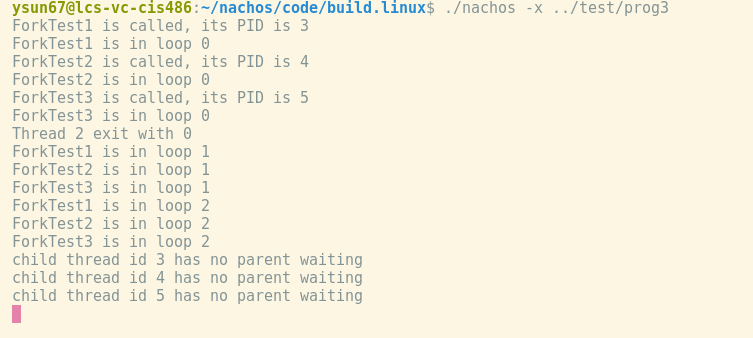 ysun67@lcs-vc-cis486:~/nachos/code/build.linux$ ./nachos -x ../test/prog3
ForkTest1 is called, its PID is 3
ForkTest1 is in loop 0
ForkTest2 is called, its PID is 4
ForkTest2 is in loop 0
ForkTest3 is called, its PID is 5
ForkTest3 is in loop 0
Thread 2 exit with 0
ForkTest1 is in loop 1
ForkTest2 is in loop 1
ForkTest3 is in loop 1
ForkTest1 is in loop 2
ForkTest2 is in loop 2
ForkTest3 is in loop 2
child thread id 3 has no parent waiting
child thread id 4 has no parent waiting
child thread id 5 has no parent waiting